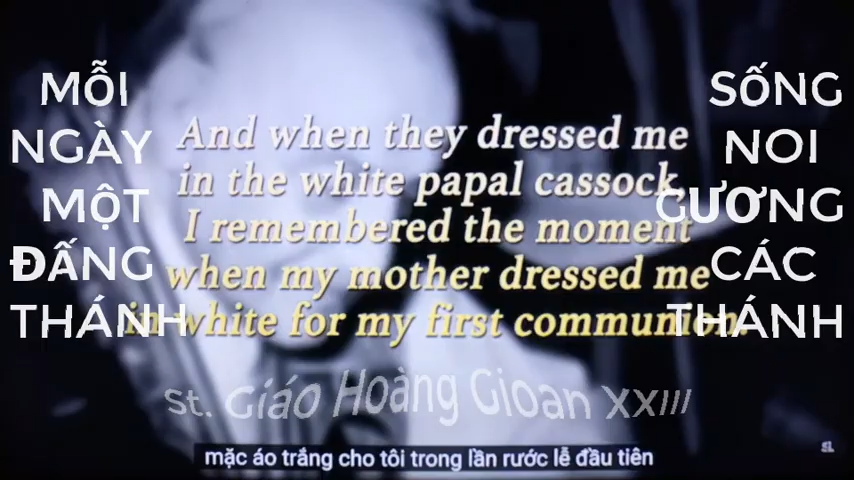 MỖI
NGÀY
MỘT
ĐẤNG
THÁNH
And when they dressed me
in the white papal cassock,
I remembered the moment
when my mother dressed me
in white for my first communion.
SỐNG
NOI
GƯƠNG
CÁC
THÁNH
St. Giáo Hoàng Gioan XXIII
mặc áo trắng cho tôi trong lần rước lễ đầu tiên
SL